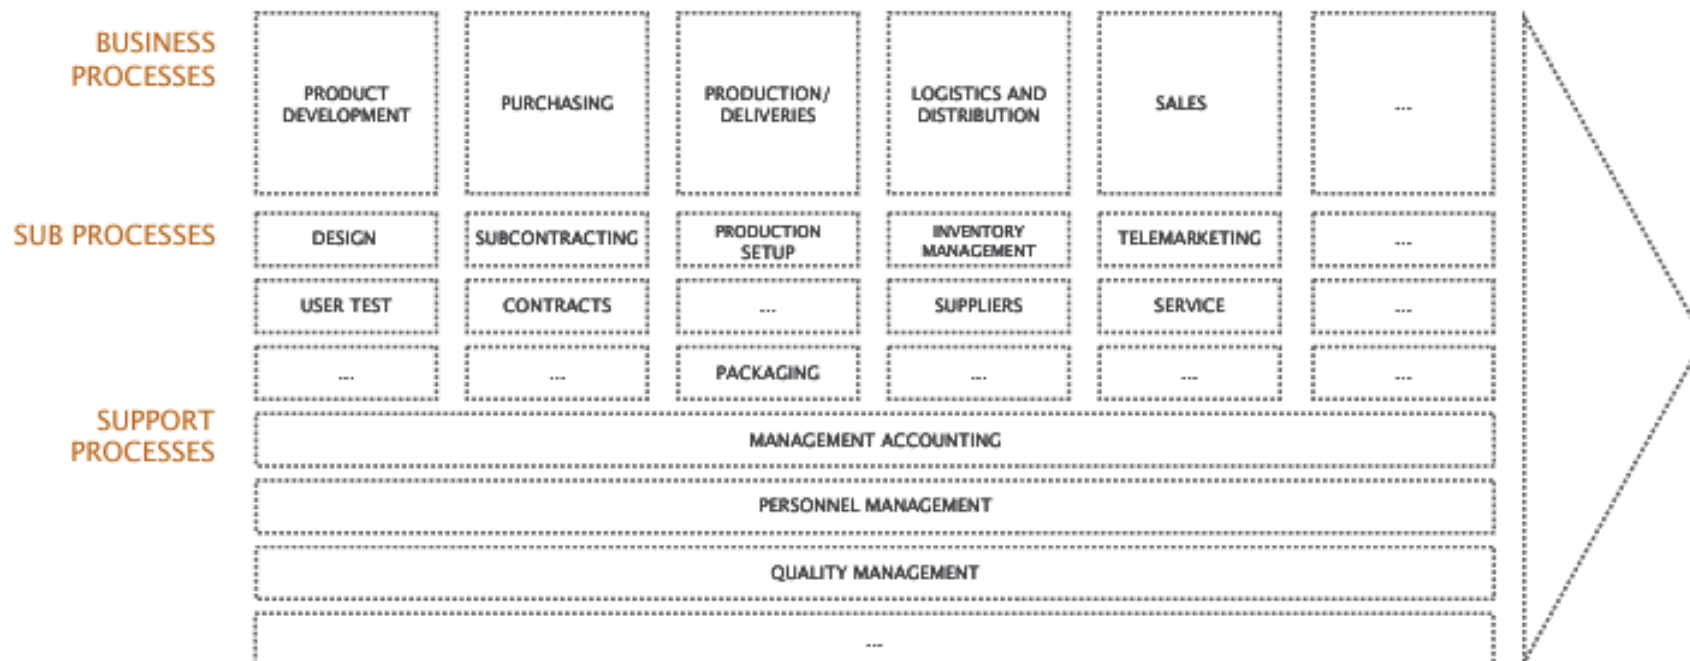 BUSINESS
PROCESSES
PRODUCT
DEVELOPMENT
PURCHASING
PRODUCTION/
DELIVERIES
LOGISTICS AND
DISTRIBUTION
SALES
...
SUB PROCESSES
DESIGN
SUBCONTRACTING
PRODUCTION
SETUP
INVENTORY
MANAGEMENT
TELEMARKETING
...
USER TEST
CONTRACTS
...
SUPPLIERS
SERVICE
...
...
...
PACKAGING
...
...
...
SUPPORT
PROCESSES
MANAGEMENT ACCOUNTING
PERSONNEL MANAGEMENT
QUALITY MANAGEMENT
...